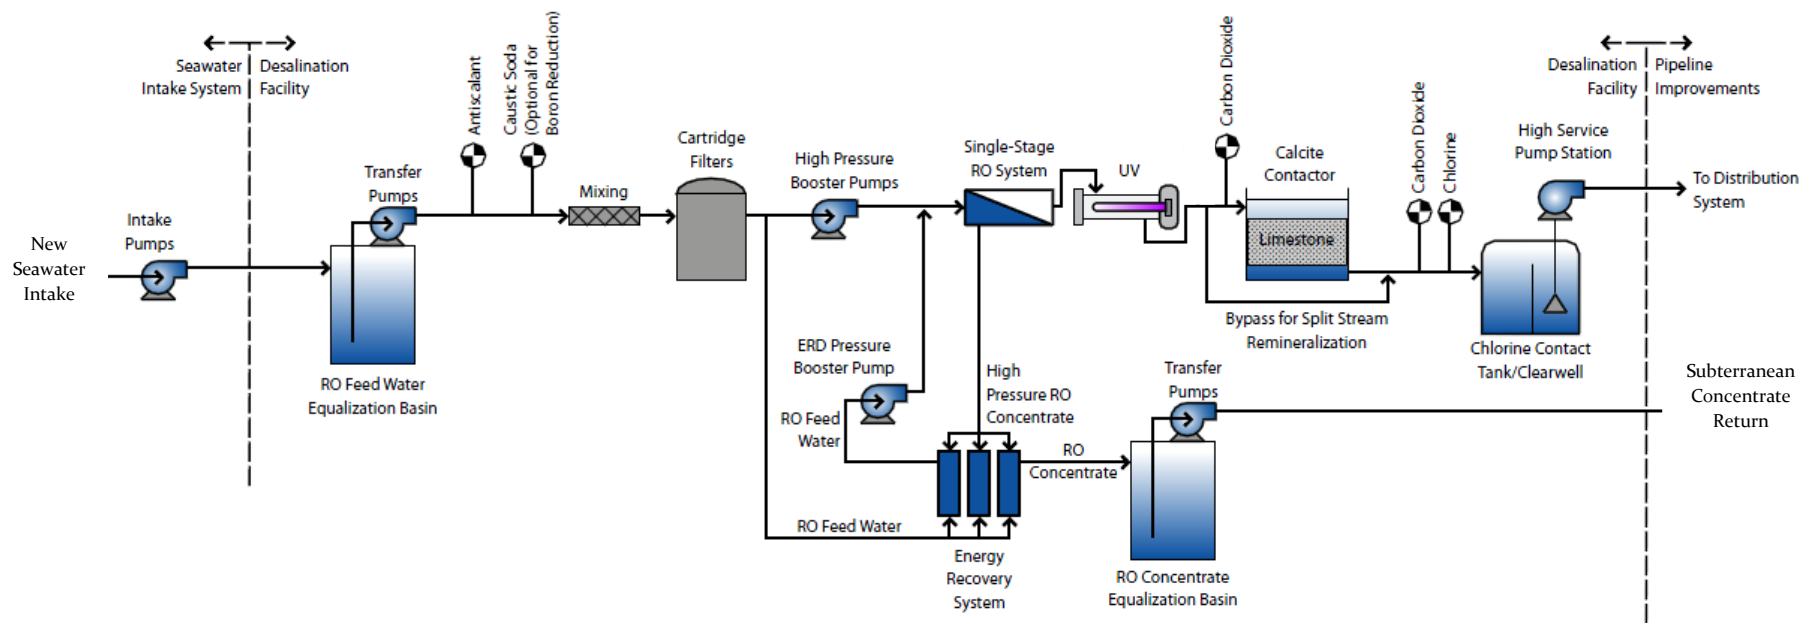 Seawater
Intake System
Desalination
Facility
Antiscalant
Caustic Soda
(Optional for
Boron Reduction)
Carbon Dioxide
Desalination
Facility
Pipeline
Improvements
Transfer
Pumps
Mixing
Cartridge
Filters
High Pressure
Booster Pumps
Single-Stage
RO System
UV
Calcite
Contactor
Limestone
Carbon Dioxide
Chlorine
High Service
Pump Station
To Distribution
System
New
Seawater
Intake
Intake
Pumps
RO Feed Water
Equalization Basin
Bypass for Split Stream
Remineralization
Chlorine Contact
Tank/Clearwell
ERD Pressure
Booster Pump
RO Feed
Water
High
Pressure RO
Concentrate
RO
Concentrate
Transfer
Pumps
Subterranean
Concentrate
Return
RO Feed Water
Energy
Recovery
System
RO Concentrate
Equalization Basin